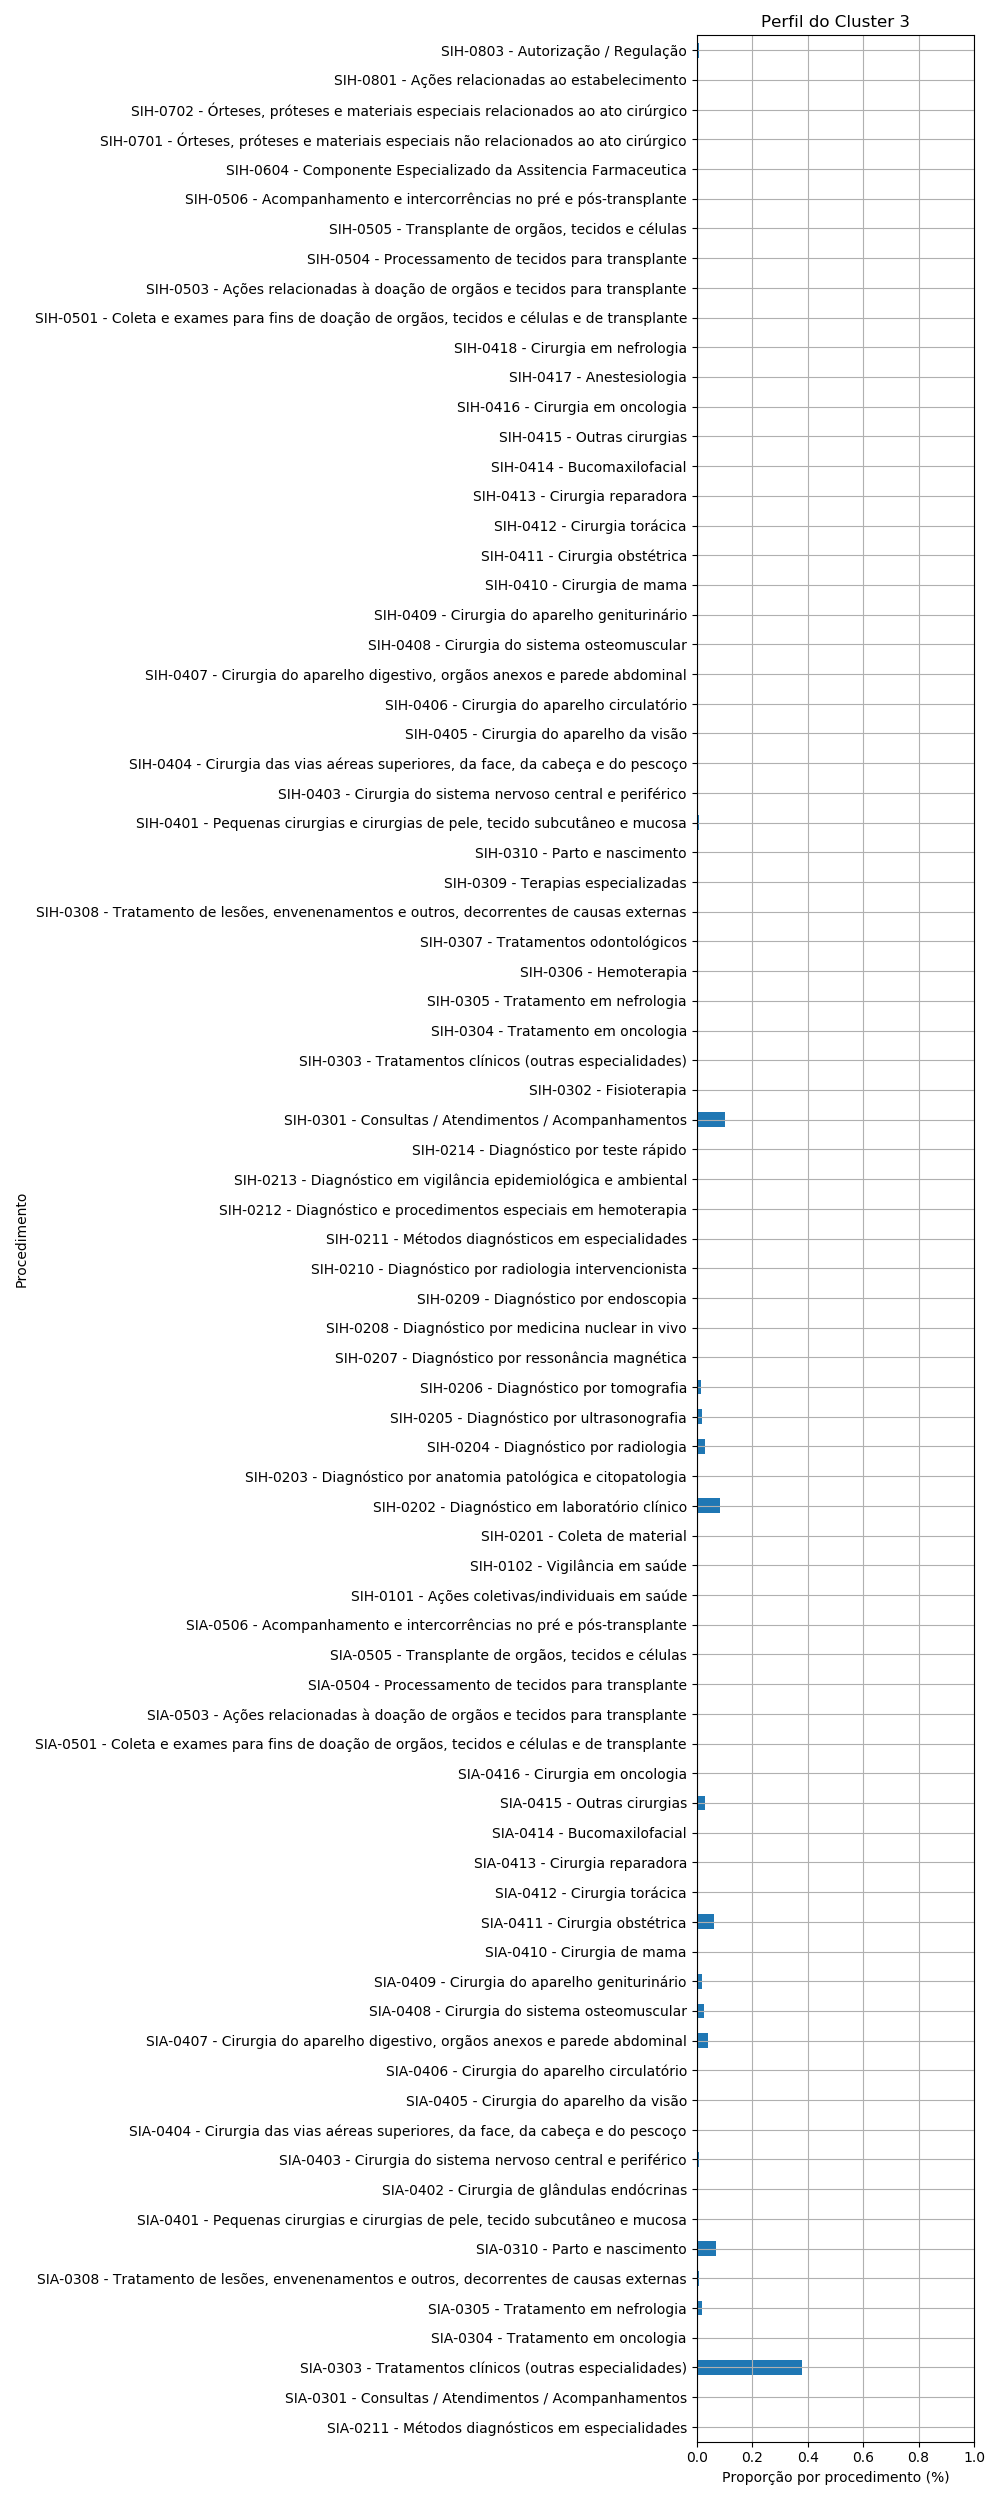 Perfil do Cluster 3
SIH-0803 - Autorização / Regulação
SIH-0801 - Ações relacionadas ao estabelecimento
SIH-0702 - Órteses, próteses e materiais especiais relacionados ao ato cirúrgico
SIH-0701 - Órteses, próteses e materiais especiais não relacionados ao ato cirúrgico
SIH-0604 - Componente Especializado da Assitencia Farmaceutica
SIH-0506 - Acompanhamento e intercorrências no pré e pós-transplante
SIH-0505 - Transplante de orgãos, tecidos e células
SIH-0504 - Processamento de tecidos para transplante
SIH-0503 - Ações relacionadas à doação de orgãos e tecidos para transplante
SIH-0501 - Coleta e exames para fins de doação de orgãos, tecidos e células e de transplante
SIH-0418 - Cirurgia em nefrologia
SIH-0417 - Anestesiologia
SIH-0416 - Cirurgia em oncologia
SIH-0415 - Outras cirurgias
SIH-0414 - Bucomaxilofacial
SIH-0413 - Cirurgia reparadora
SIH-0412 - Cirurgia torácica
SIH-0411 - Cirurgia obstétrica
SIH-0410 - Cirurgia de mama
SIH-0409 - Cirurgia do aparelho geniturinário
SIH-0408 - Cirurgia do sistema osteomuscular
SIH-0407 - Cirurgia do aparelho digestivo, orgãos anexos e parede abdominal
SIH-0406 - Cirurgia do aparelho circulatório
SIH-0405 - Cirurgia do aparelho da visão
SIH-0404 - Cirurgia das vias aéreas superiores, da face, da cabeça e do pescoço
SIH-0403 - Cirurgia do sistema nervoso central e periférico
SIH-0401 - Pequenas cirurgias e cirurgias de pele, tecido subcutâneo e mucosa
SIH-0310 - Parto e nascimento
SIH-0309 - Terapias especializadas
SIH-0308 - Tratamento de lesões, envenenamentos e outros, decorrentes de causas externas
SIH-0307 - Tratamentos odontológicos
SIH-0306 - Hemoterapia
SIH-0305 - Tratamento em nefrologia
SIH-0304 - Tratamento em oncologia
SIH-0303 - Tratamentos clínicos (outras especialidades)
SIH-0302 - Fisioterapia
SIH-0301 - Consultas / Atendimentos / Acompanhamentos
SIH-0214 - Diagnóstico por teste rápido
SIH-0213 - Diagnóstico em vigilância epidemiológica e ambiental
SIH-0212 - Diagnóstico e procedimentos especiais em hemoterapia
SIH-0211 - Métodos diagnósticos em especialidades
SIH-0210 - Diagnóstico por radiologia intervencionista
SIH-0209 - Diagnóstico por endoscopia
SIH-0208 - Diagnóstico por medicina nuclear in vivo
SIH-0207 - Diagnóstico por ressonância magnética
SIH-0206 - Diagnóstico por tomografia
SIH-0205 - Diagnóstico por ultrasonografia
SIH-0204 - Diagnóstico por radiologia
SIH-0203 - Diagnóstico por anatomia patológica e citopatologia
SIH-0202 - Diagnóstico em laboratório clínico
SIH-0201 - Coleta de material
SIH-0102 - Vigilância em saúde
SIH-0101 - Ações coletivas/individuais em saúde
SIA-0506 - Acompanhamento e intercorrências no pré e pós-transplante
SIA-0505 - Transplante de orgãos, tecidos e células
SIA-0504 - Processamento de tecidos para transplante
SIA-0503 - Ações relacionadas à doação de orgãos e tecidos para transplante
SIA-0501 - Coleta e exames para fins de doação de orgãos, tecidos e células e de transplante
SIA-0416 - Cirurgia em oncologia
SIA-0415 - Outras cirurgias
SIA-0414 - Bucomaxilofacial
SIA-0413 - Cirurgia reparadora
SIA-0412 - Cirurgia torácica
SIA-0411 - Cirurgia obstétrica
SIA-0410 - Cirurgia de mama
SIA-0409 - Cirurgia do aparelho geniturinário
SIA-0408 - Cirurgia do sistema osteomuscular
SIA-0407 - Cirurgia do aparelho digestivo, orgãos anexos e parede abdominal
SIA-0406 - Cirurgia do aparelho circulatório
SIA-0405 - Cirurgia do aparelho da visão
SIA-0404 - Cirurgia das vias aéreas superiores, da face, da cabeça e do pescoço
SIA-0403 - Cirurgia do sistema nervoso central e periférico
SIA-0402 - Cirurgia de glândulas endócrinas
SIA-0401 - Pequenas cirurgias e cirurgias de pele, tecido subcutâneo e mucosa
SIA-0310 - Parto e nascimento
SIA-0308 - Tratamento de lesões, envenenamentos e outros, decorrentes de causas externas
SIA-0305 - Tratamento em nefrologia
SIA-0304 - Tratamento em oncologia
SIA-0303 - Tratamentos clínicos (outras especialidades)
SIA-0301 - Consultas / Atendimentos / Acompanhamentos
SIA-0211 - Métodos diagnósticos em especialidades
Procedimento
0.0 0.2 0.4 0.6 0.8 1.0
Proporção por procedimento (%)